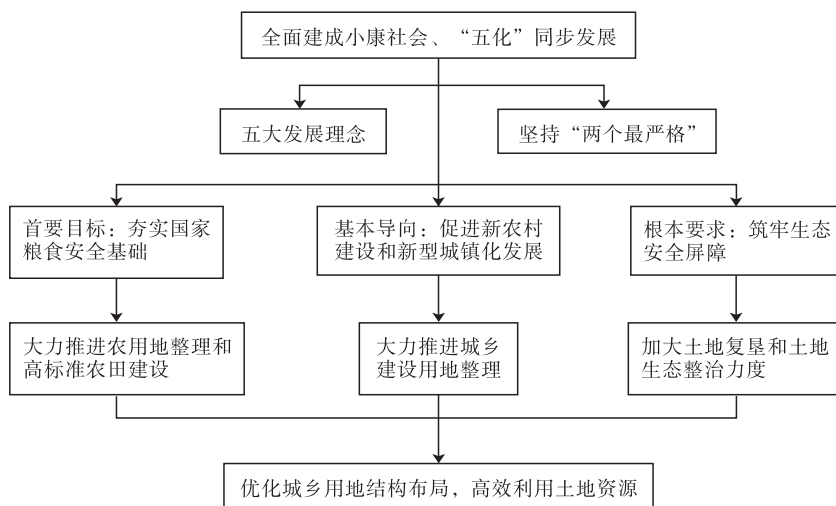 全面建成小康社会、“五化”同步发展
五大发展理念
坚持“两个最严格”
首要目标：夯实国家
粮食安全基础
基本导向：促进新农村
建设和新型城镇化发展
根本要求：筑牢生态
安全屏障
大力推进农用地整理和
高标准农田建设
大力推进城乡
建设用地整理
加大土地复垦和土地
生态整治力度
优化城乡用地结构布局，高效利用土地资源